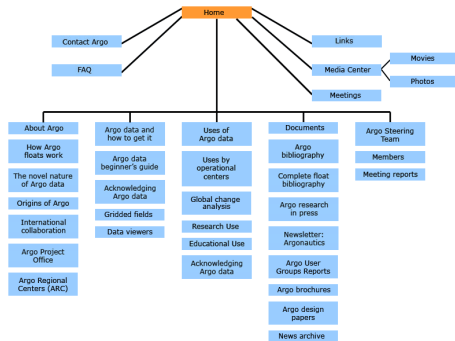 Home
Contact Argo
FAQ
Links
Media Center
Meetings
Movies
Photos
About Argo
How Argo
floats work
The novel nature
of Argo data
Origins of Argo
International
collaboration
Argo Project
Office
Argo Regional
Centers (ARC)
Argo data and
how to get it
Argo data
beginner's guide
Acknowledging
Argo data
Gridded fields
Data viewers
Uses of
Argo data
Uses by
operational
centers
Global change
analysis
Research Use
Educational Use
Acknowledging
Argo data
Documents
Argo
bibliography
Complete float
bibliography
Argo research
in press
Newsletter:
Argonautics
Argo User
Groups Reports
Argo brochures
Argo design
papers
News archive
Argo Steering
Team
Members
Meeting reports